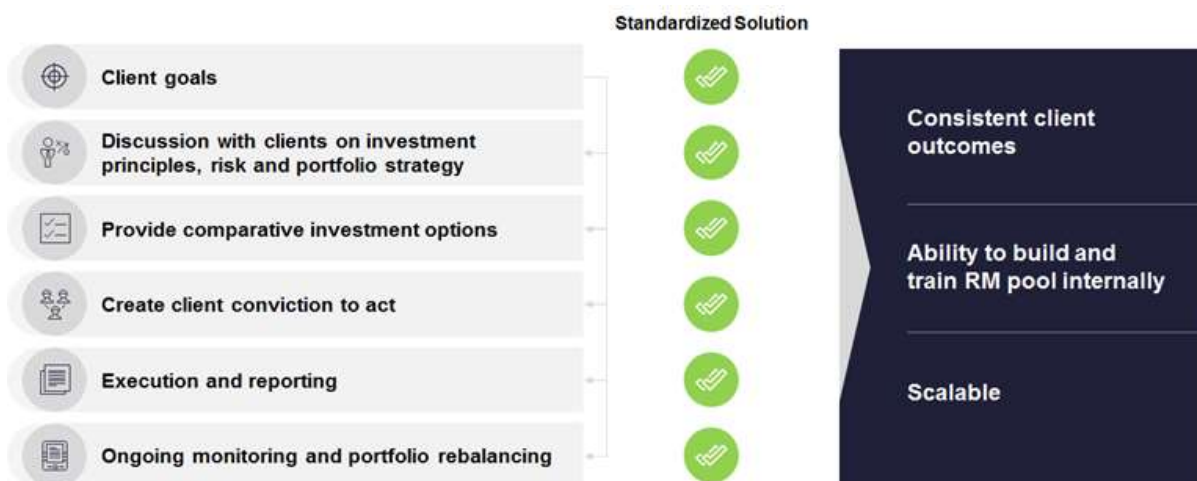 Standardized Solution
Client goals
Discussion with clients on investment
principles, risk and portfolio strategy
Provide comparative investment options
Create client conviction to act
Execution and reporting
Ongoing monitoring and portfolio rebalancing
Consistent client
outcomes
Ability to build and
train RM pool internally
Scalable